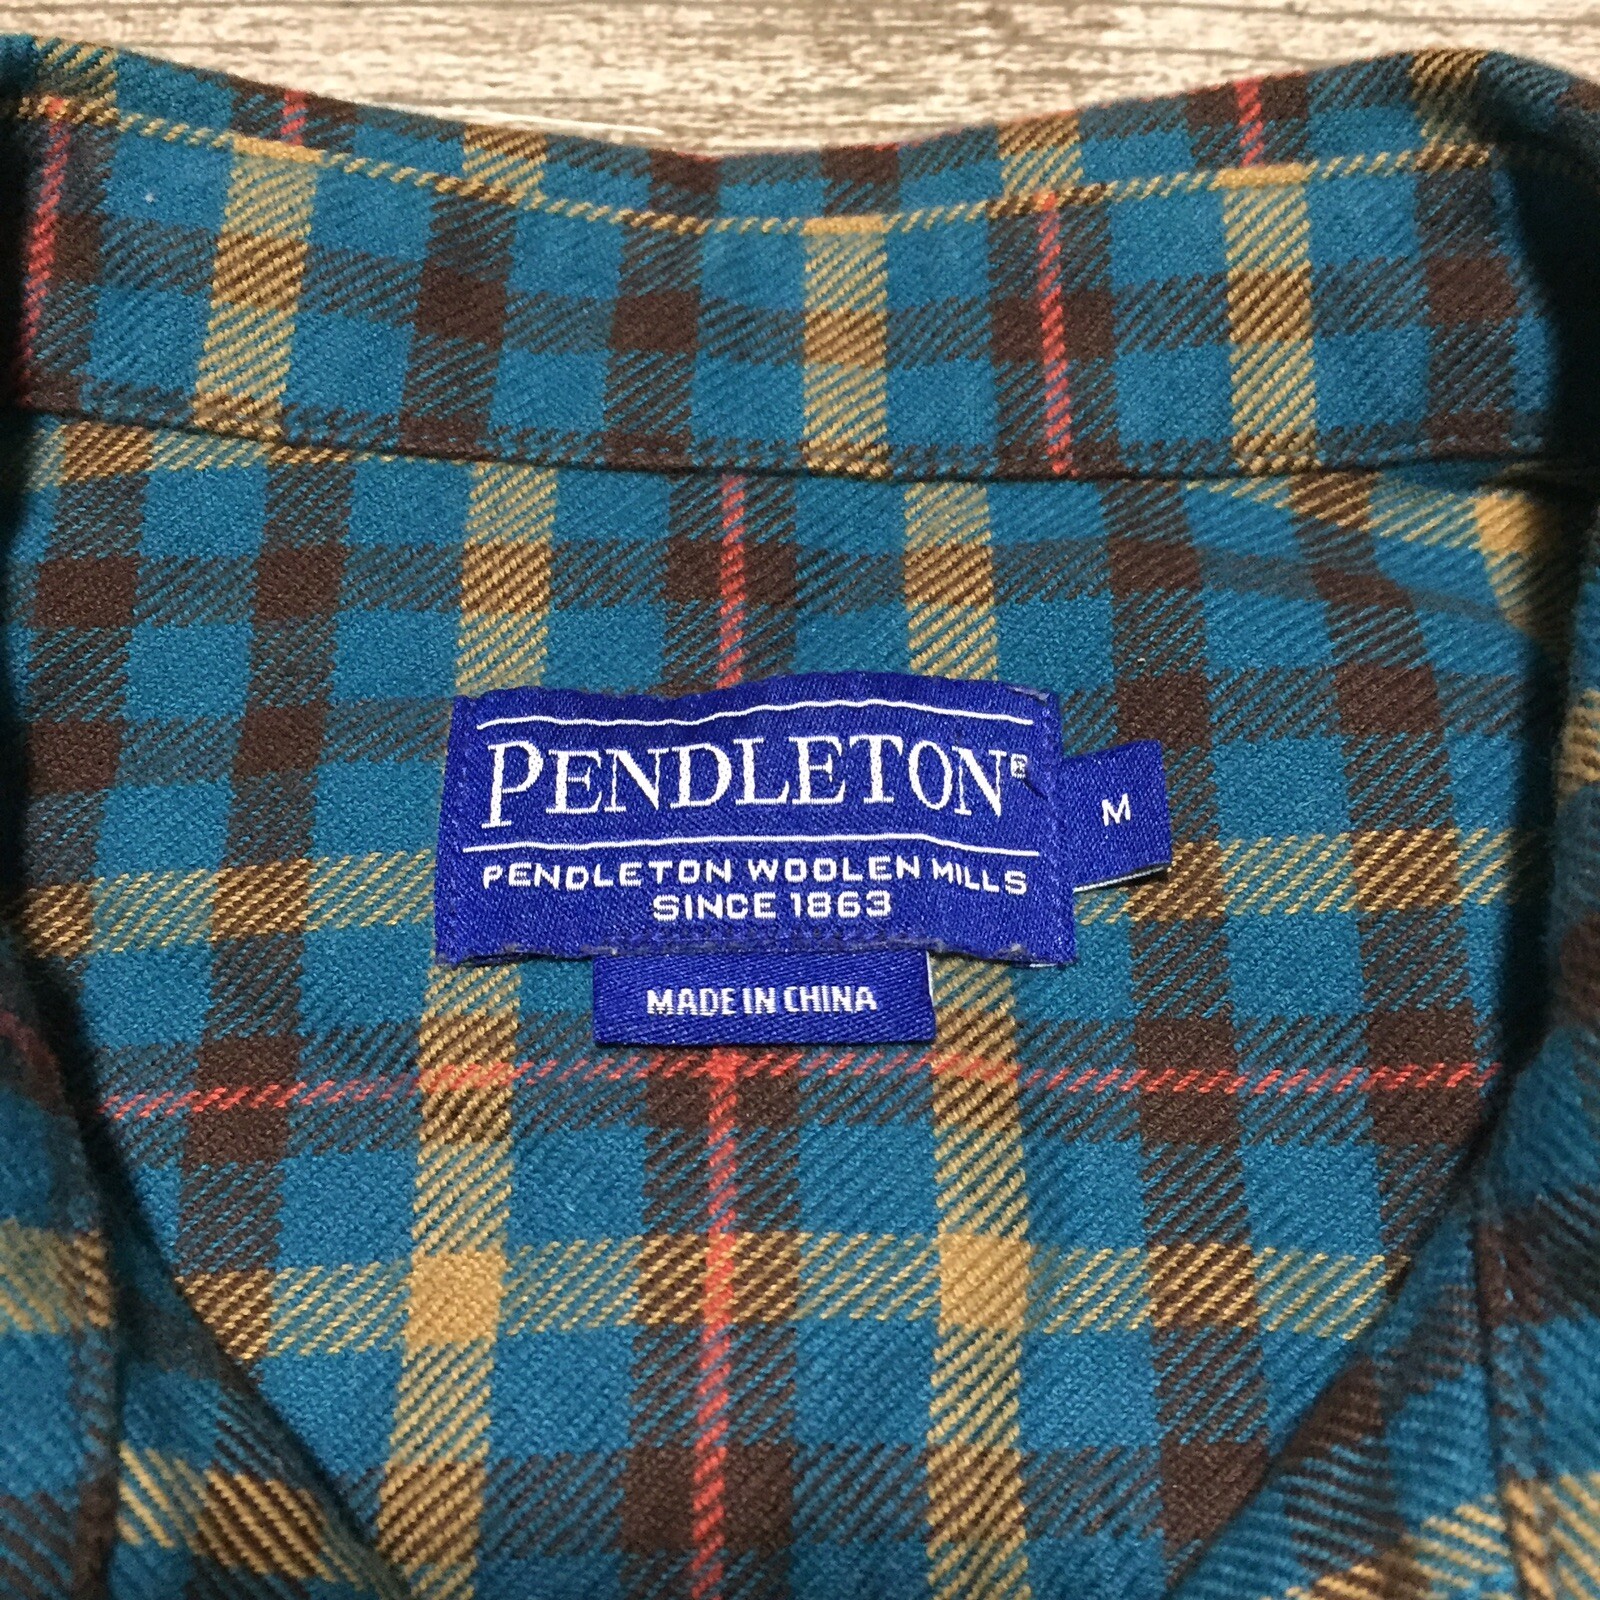 PENDLETON®
M
PENDLETON WOOLEN MILLS
SINCE 1863
MADE IN CHINA